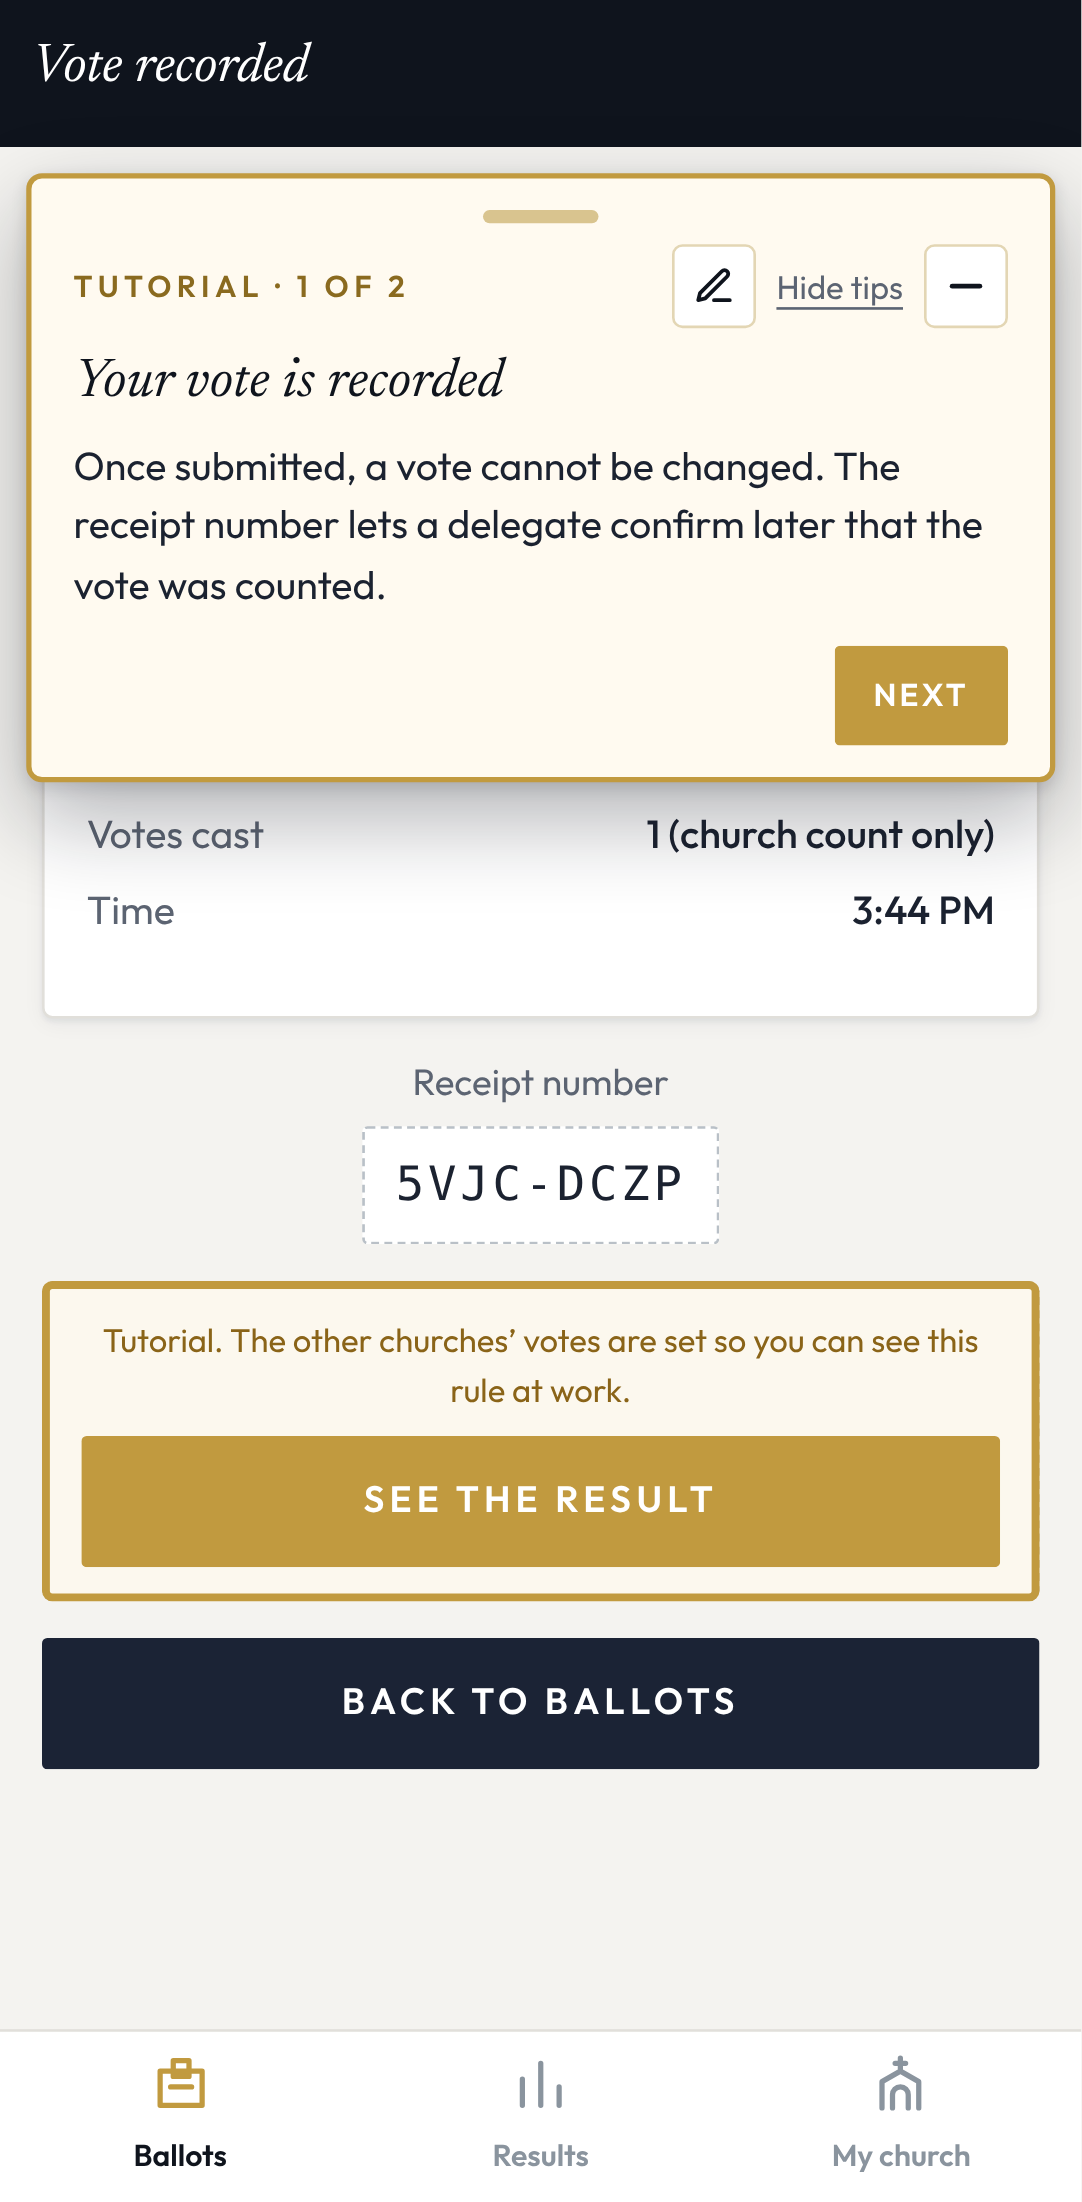 Vote recorded
TUTORIAL · 1 OF 2
Hide tips
Your vote is recorded
Once submitted, a vote cannot be changed. The
receipt number lets a delegate confirm later that the
vote was counted.
NEXT
Votes cast 1 (church count only)
Time 3:44 PM
Receipt number
5VJC-DCZP
Tutorial. The other churches’ votes are set so you can see this
rule at work.
SEE THE RESULT
BACK TO BALLOTS
Ballots Results My church